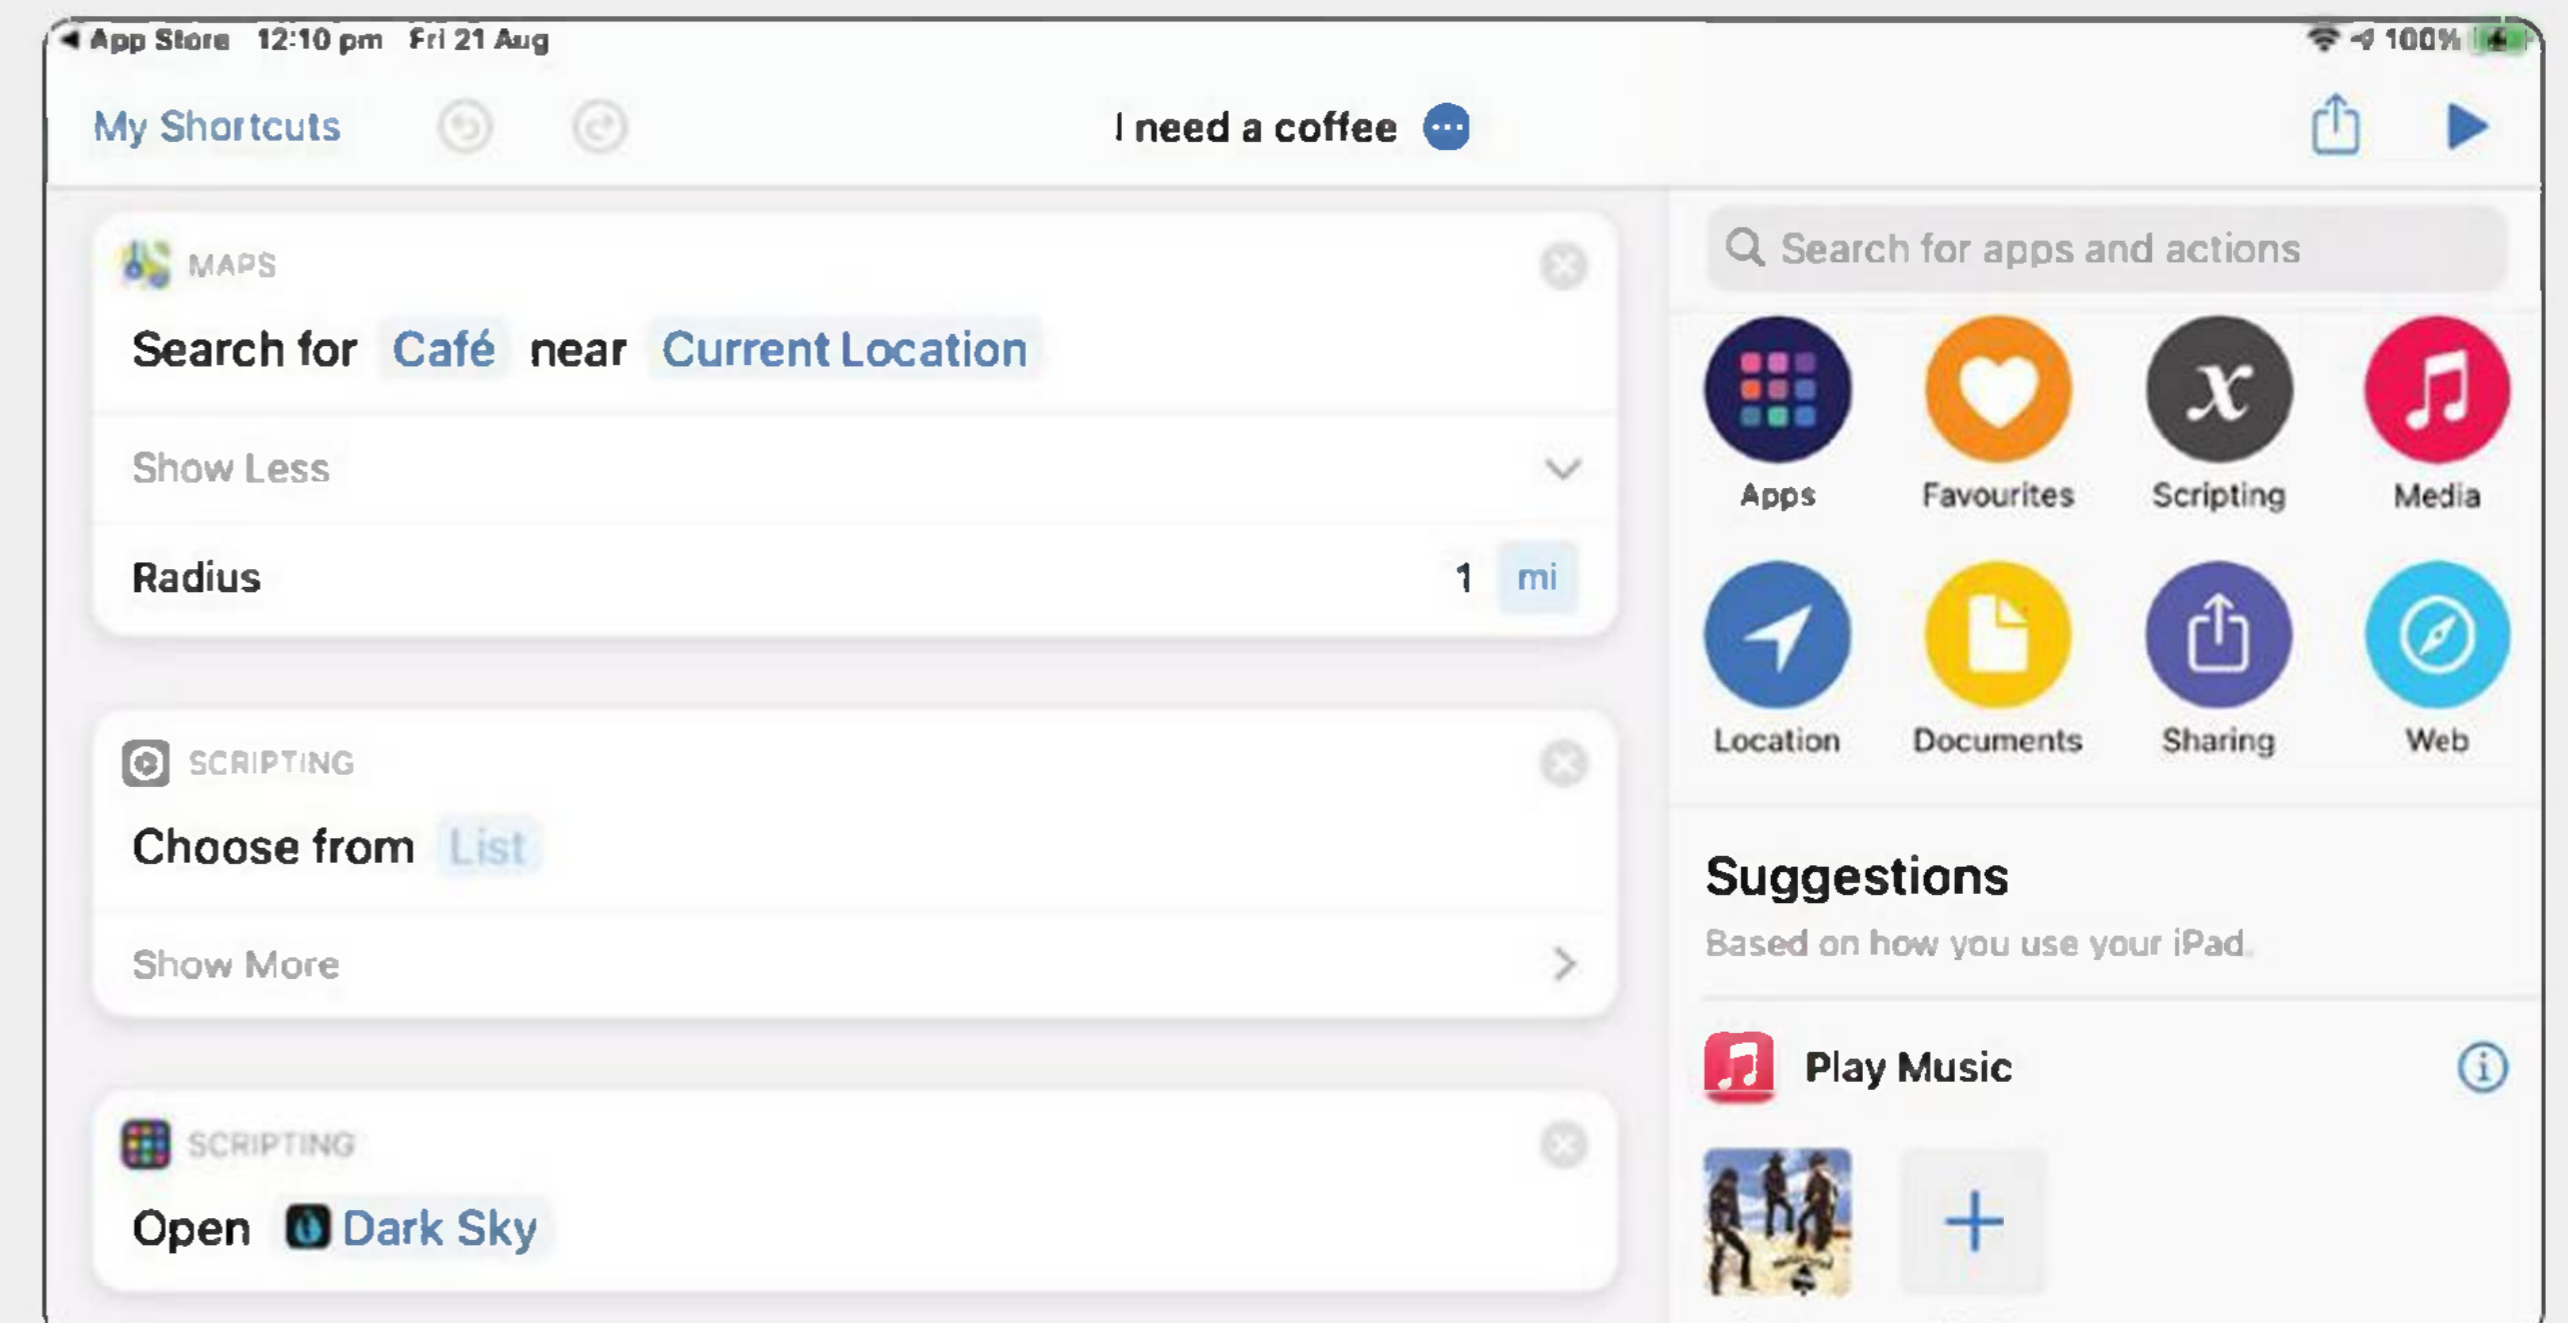 App Store 12:10 pm Fri 21 Aug 100%
My Shortcuts I need a coffee
MAPS
Search for Café near Current Location
Show Less
Radius 1 mi
SCRIPTING
Choose from List
Show More
SCRIPTING
Open Dark Sky
Search for apps and actions
Apps Favourites Scripting Media
Location Documents Sharing Web
Suggestions
Based on how you use your iPad.
Play Music